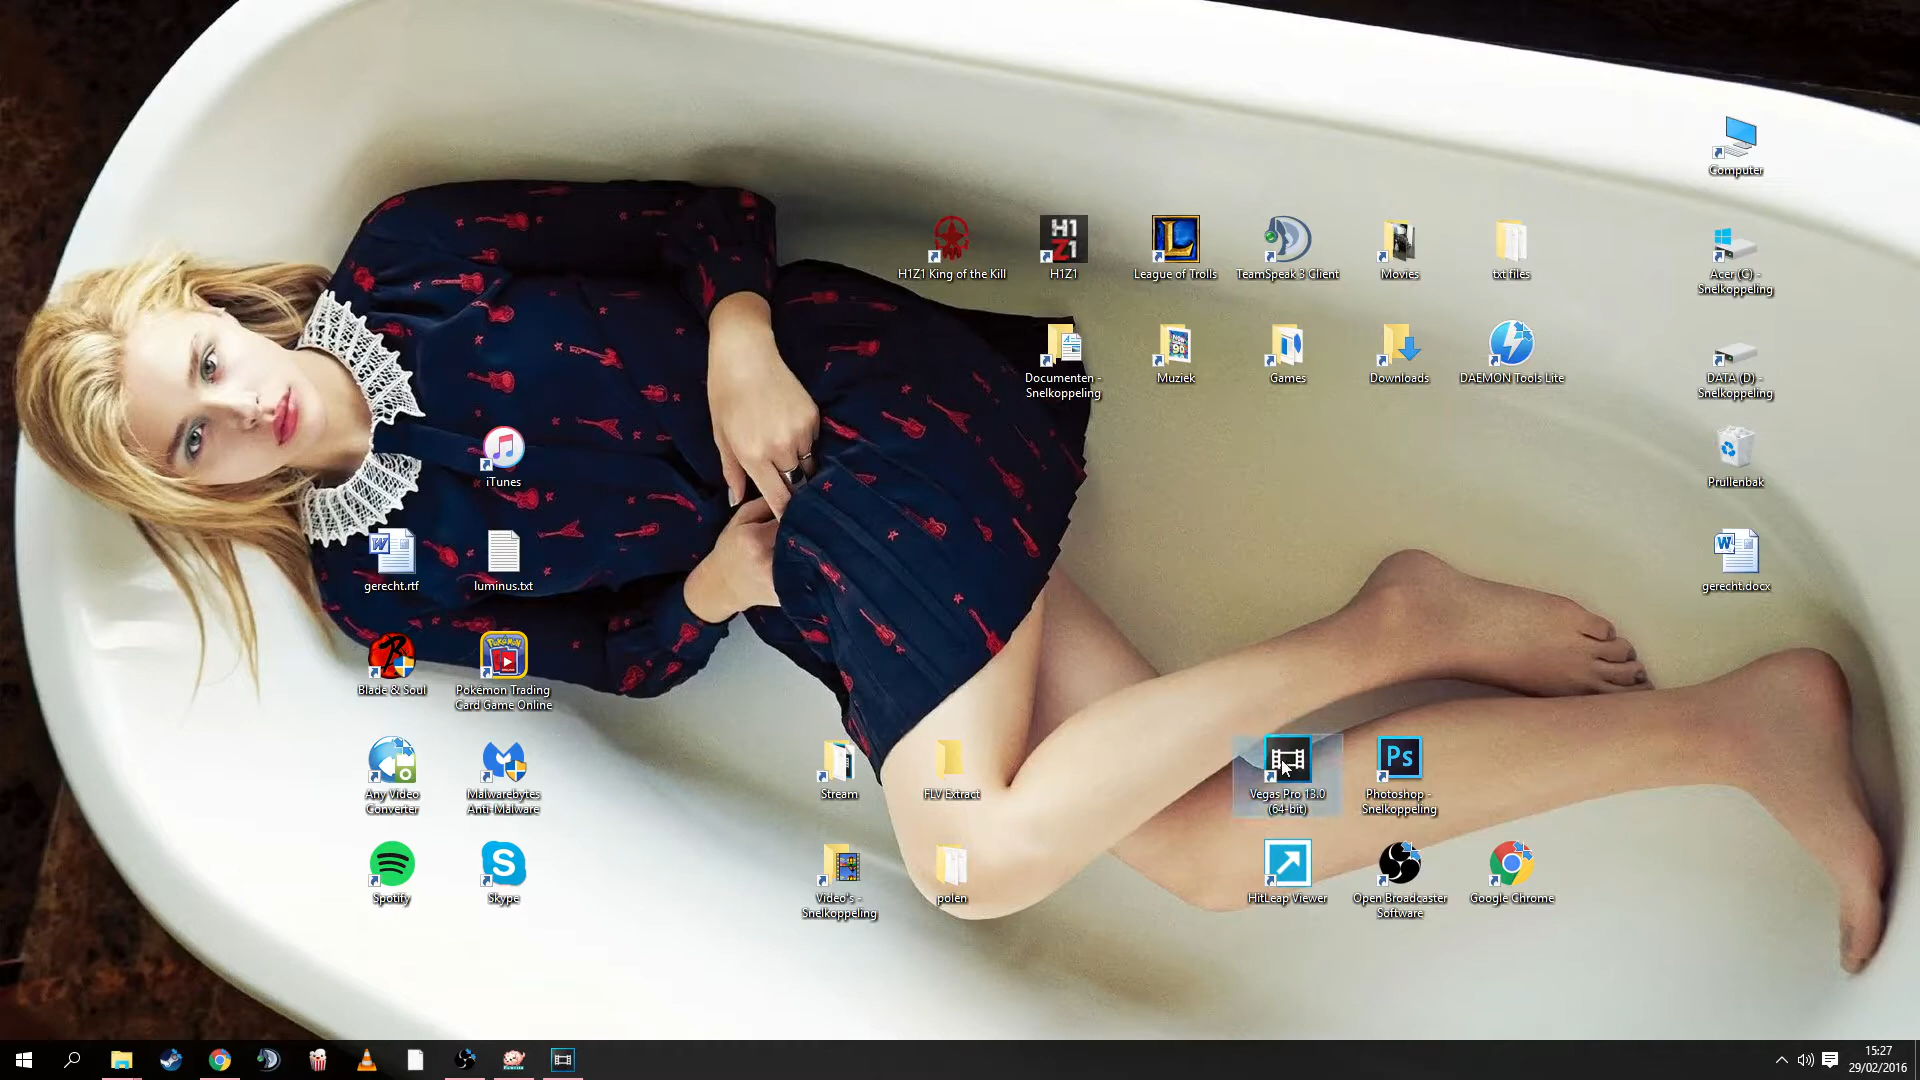 Computer
H1Z1 King of the Kill
H1Z1
League of Trolls
TeamSpeak 3 Client
Movies
txt files
Acer (C) -
Snelkoppeling
Documenten -
Snelkoppeling
Muziek
Games
Downloads
DAEMON Tools Lite
DATA (D) -
Snelkoppeling
iTunes
Prullenbak
gerecht.rtf
luminus.txt
gerecht.docx
Blade & Soul
Pokémon Trading
Card Game Online
Any Video
Converter
Malwarebytes
Anti-Malware
Stream
FLV Extract
Vegas Pro 13.0
(64-bit)
Ps
Photoshop -
Snelkoppeling
Spotify
Skype
Video's -
Snelkoppeling
polen
HitLeap Viewer
Open Broadcaster
Software
Google Chrome
15:27
29/02/2016